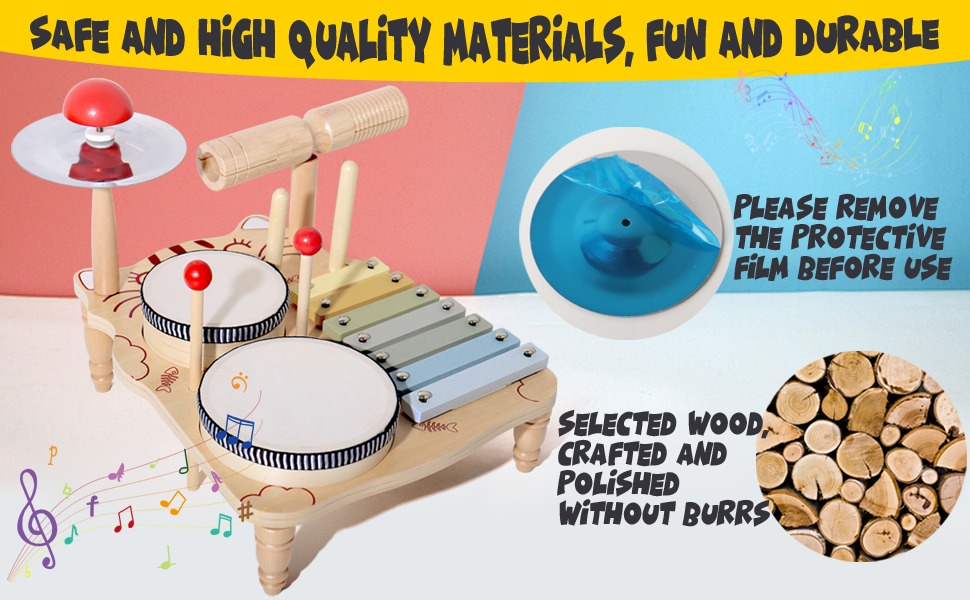 SAFE AND HIGH QUALITY MATERIALS, FUN AND DURABLE
PLEASE REMOVE
THE PROTECTIVE
FILM BEFORE USE
SELECTED WOOD,
CRAFTED AND
POLISHED
WITHOUT BURRS